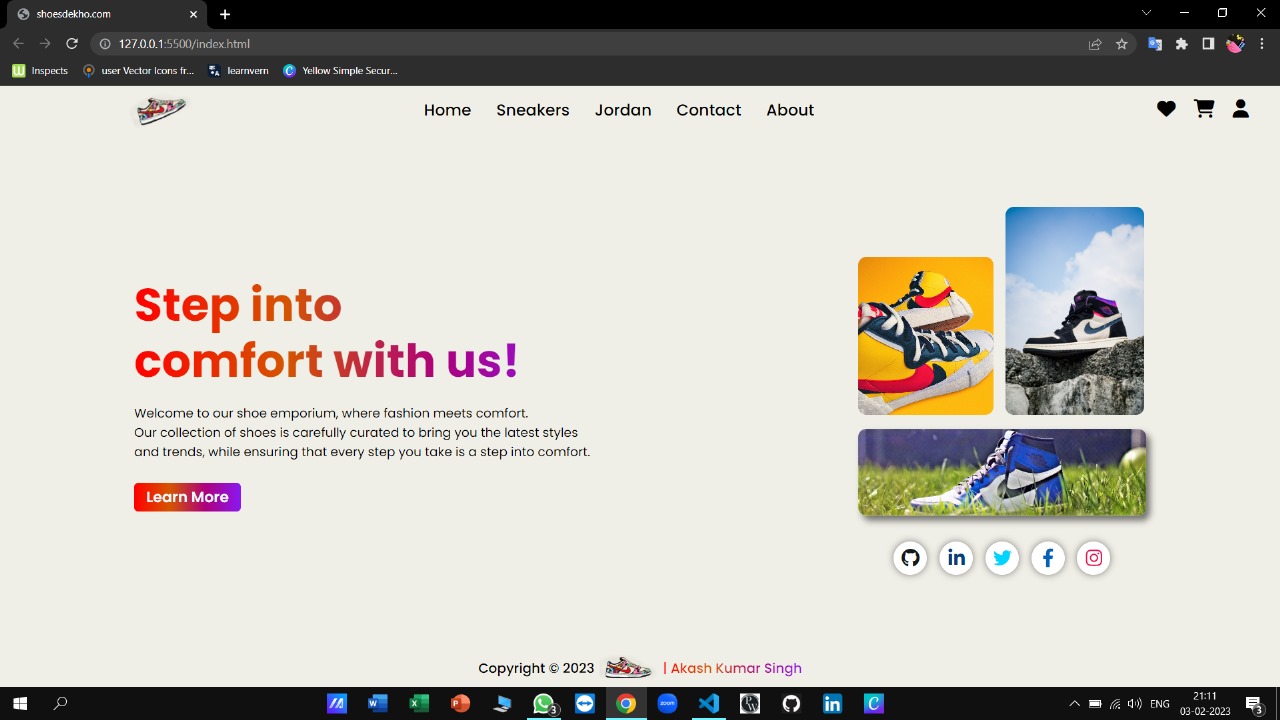 shoesdekho.com
127.0.0.1:5500/index.html
Inspects user Vector Icons fr... learnvern Yellow Simple Secur...
Home Sneakers Jordan Contact About
Step into
comfort with us!
Welcome to our shoe emporium, where fashion meets comfort.
Our collection of shoes is carefully curated to bring you the latest styles
and trends, while ensuring that every step you take is a step into comfort.
Learn More
in
Copyright © 2023 | Akash Kumar Singh
zoom
3
ENG
21:11
03-02-2023
3